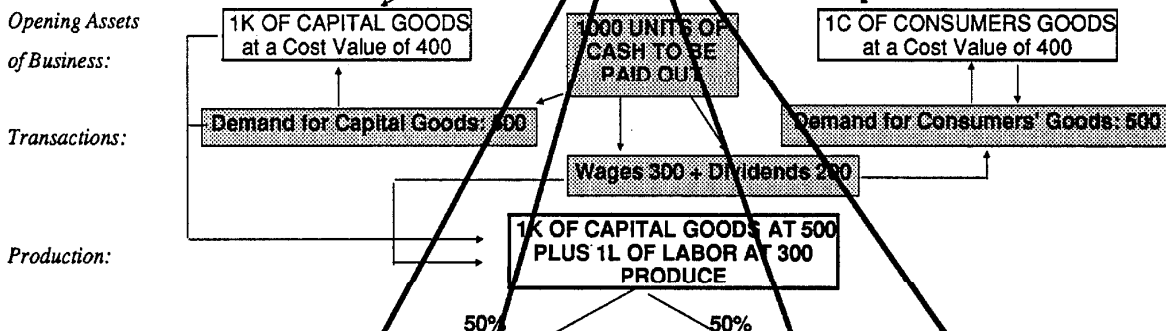 Opening Assets
of Business:
1K OF CAPITAL GOODS
at a Cost Value of 400
1000 UNITS OF
CASH TO BE
PAID OUT
1C OF CONSUMERS GOODS
at a Cost Value of 400
Transactions:
Demand for Capital Goods: 500
Demand for Consumers' Goods: 500
Wages 300 + Dividends 200
Production:
1K OF CAPITAL GOODS AT 500
PLUS 1L OF LABOR AT 300
PRODUCE
50%
50%